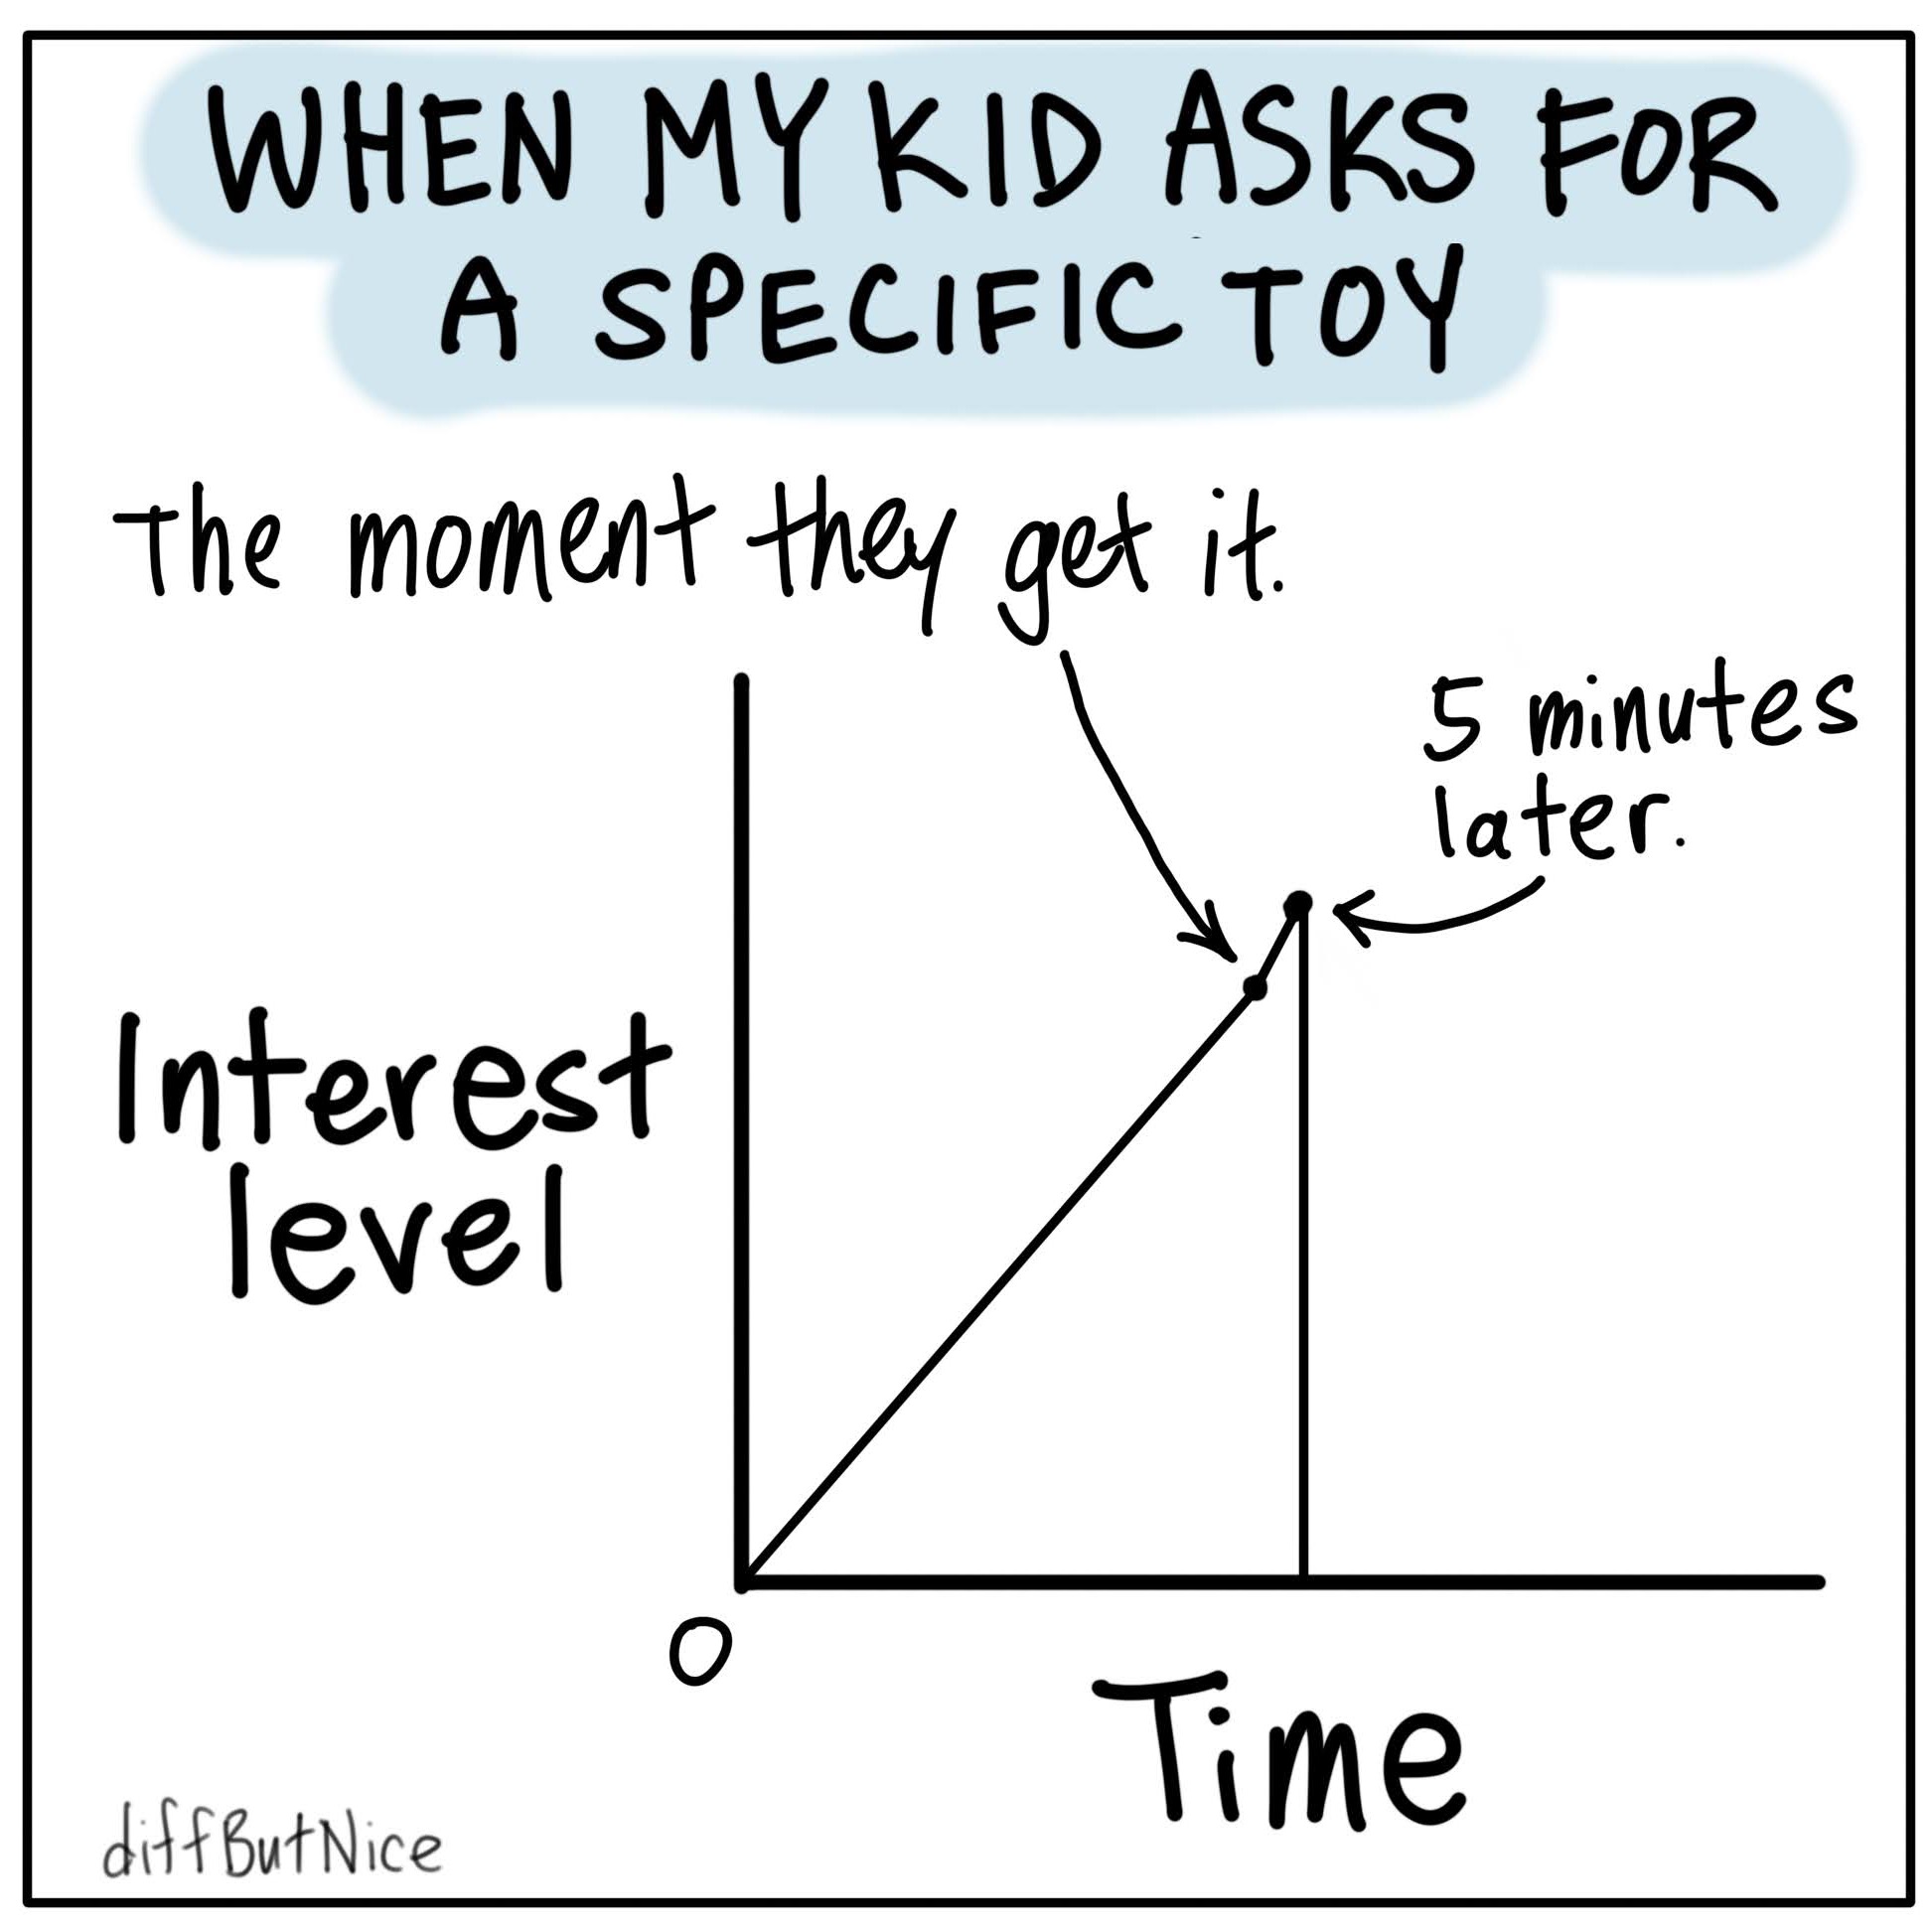 WHEN MY KID ASKS FOR
A SPECIFIC TOY
The moment they get it.
5 minutes
later.
Interest
level
0
Time
diffButNice